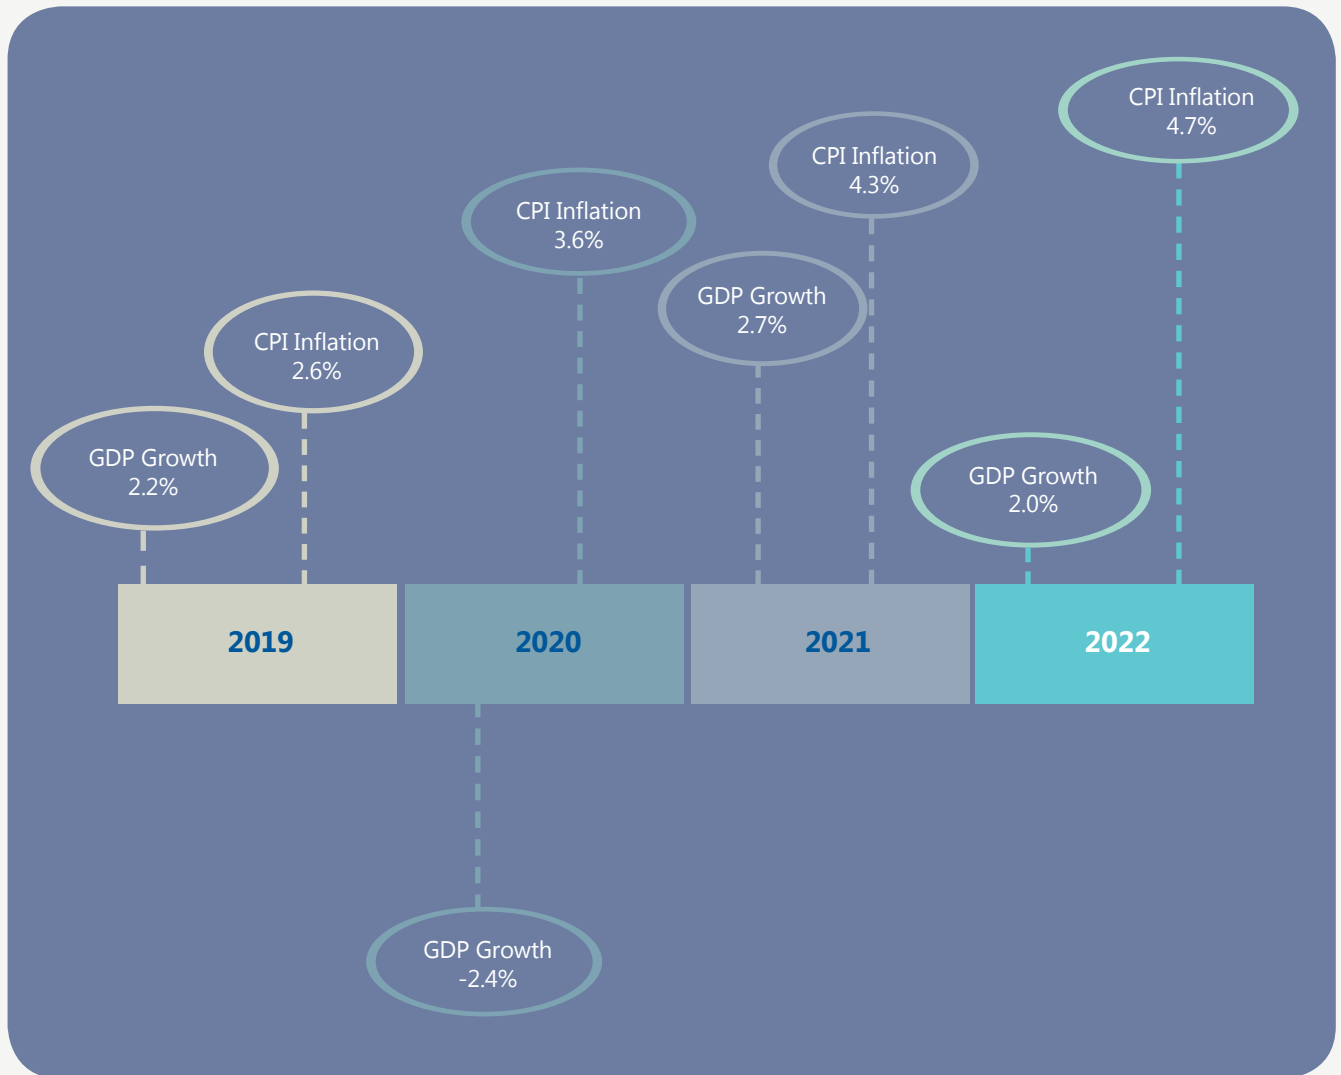 CPI Inflation
4.7%
CPI Inflation
4.3%
CPI Inflation
3.6%
GDP Growth
2.7%
CPI Inflation
2.6%
GDP Growth
2.2%
GDP Growth
2.0%
2019
2020
2021
2022
GDP Growth
-2.4%